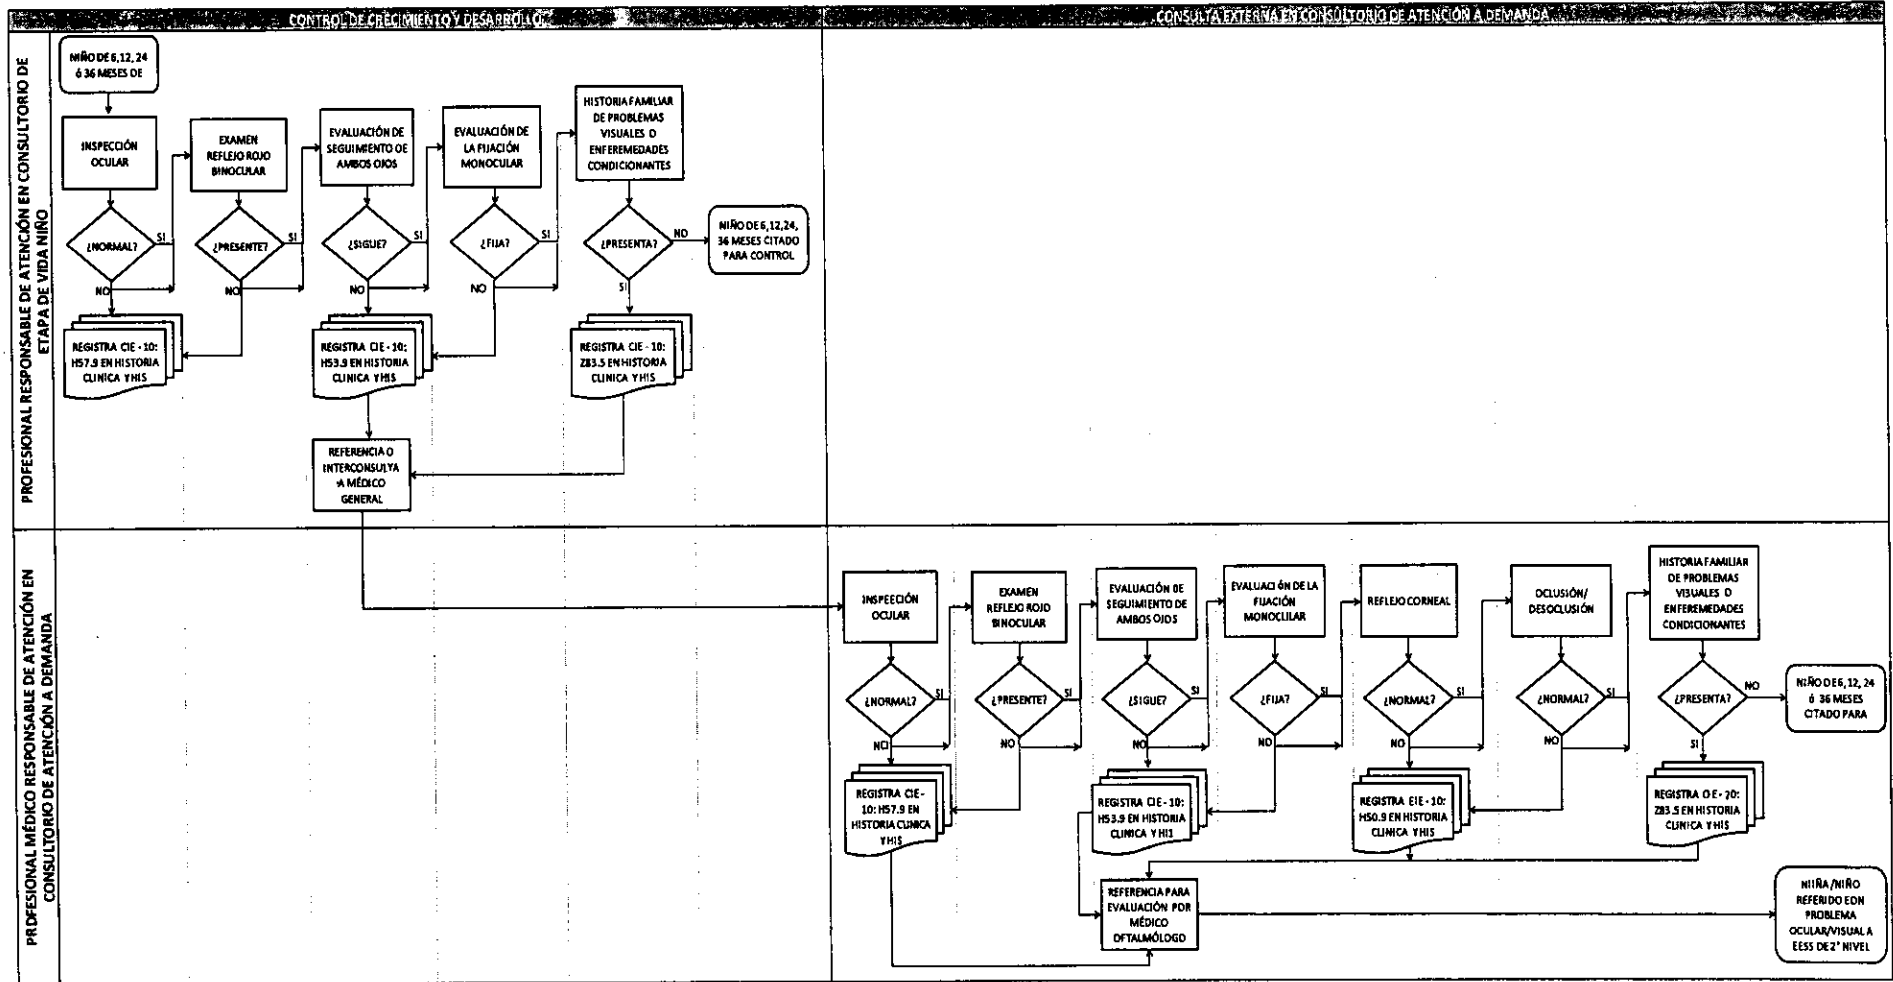 CONTROL DE CRECIMIENTO Y DESARROLLO
CONSULTA EXTERNA EN CONSULTORIO DE ATENCIÓN A DEMANDA
PROFESIONAL RESPONSABLE DE ATENCIÓN EN CONSULTORIO DE
ETAPA DE VIDA NIÑO
NIÑO DE 6, 12, 24
ó 36 MESES DE
INSPECCIÓN
OCULAR
EXAMEN
REFLEJO ROJO
BINOCULAR
EVALUACIÓN DE
SEGUIMIENTO DE
AMBOS OJOS
EVALUACIÓN DE
LA FIJACIÓN
MONOCULAR
HISTORIA FAMILIAR
DE PROBLEMAS
VISUALES O
ENFERMEDADES
CONDICIONANTES
¿NORMAL?
SI
NO
¿PRESENTE?
SI
NO
¿SIGUE?
SI
NO
¿FIJA?
SI
NO
¿PRESENTA?
NO
SI
NIÑO DE 6, 12, 24,
36 MESES CITADO
PARA CONTROL
REGISTRA CIE - 10:
H57.9 EN HISTORIA
CLINICA Y HIS
REGISTRA CIE - 10:
H53.9 EN HISTORIA
CLINICA Y HIS
REGISTRA CIE - 10:
Z83.5 EN HISTORIA
CLINICA Y HIS
REFERENCIA O
INTERCONSULYA
A MÉDICO
GENERAL
PROFESIONAL MÉDICO RESPONSABLE DE ATENCIÓN EN
CONSULTORIO DE ATENCIÓN A DEMANDA
INSPEEClÓN
OCULAR
EXAMEN
REFLEJO ROJO
BINOCULAR
EVALUACIÓN DE
SEGUIMIENTO DE
AMBOS OJOS
EVALUACIÓN DE LA
FIJACIÓN
MONOCLILAR
REFLEJO CORNEAL
OCLUSIÓN/
DESOCLUSIÓN
HISTORIA FAMILIAR
DE PROBLEMAS
VISUALES O
ENFEREMEDADES
CONDICIONANTES
¿NORMAL?
SI
NO
¿PRESENTE?
SI
NO
¿SIGUE?
SI
NO
¿FIJA?
SI
NO
¿NORMAL?
SI
NO
¿NORMAL?
SI
NO
¿PRESENTA?
NO
SI
NIÑO DE 6, 12, 24
ó 36 MESES
CITADO PARA
REGISTRA CIE -
10: H57.9 EN
HISTORIA CLINICA
Y HIS
REGISTRA CIE - 10:
H53.9 EN HISTORIA
CLINICA Y HI1
REGISTRA EIE - 10:
H50.9 EN HISTORIA
CLINICA Y HIS
REGISTRA CIE - 20:
Z83.5 EN HISTORIA
CLINICA Y HIS
REFERENCIA PARA
EVALUACIÓN POR
MÉDICO
OFTALMÓLOGO
NIIÑA/NIÑO
REFERIDO EON
PROBLEMA
OCULAR/VISUAL A
EESS DE 2° NIVEL